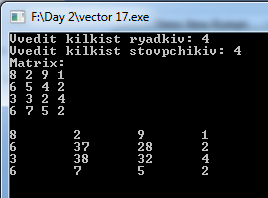 F:\Day 2\vector 17.exe
Vvedit kilkist ryadkiv: 4
Vvedit kilkist stovpchikiv: 4
Matrix:
8 2 9 1
6 5 4 2
3 3 2 4
6 7 5 2
8 2 9 1
6 37 28 2
3 38 32 4
6 7 5 2